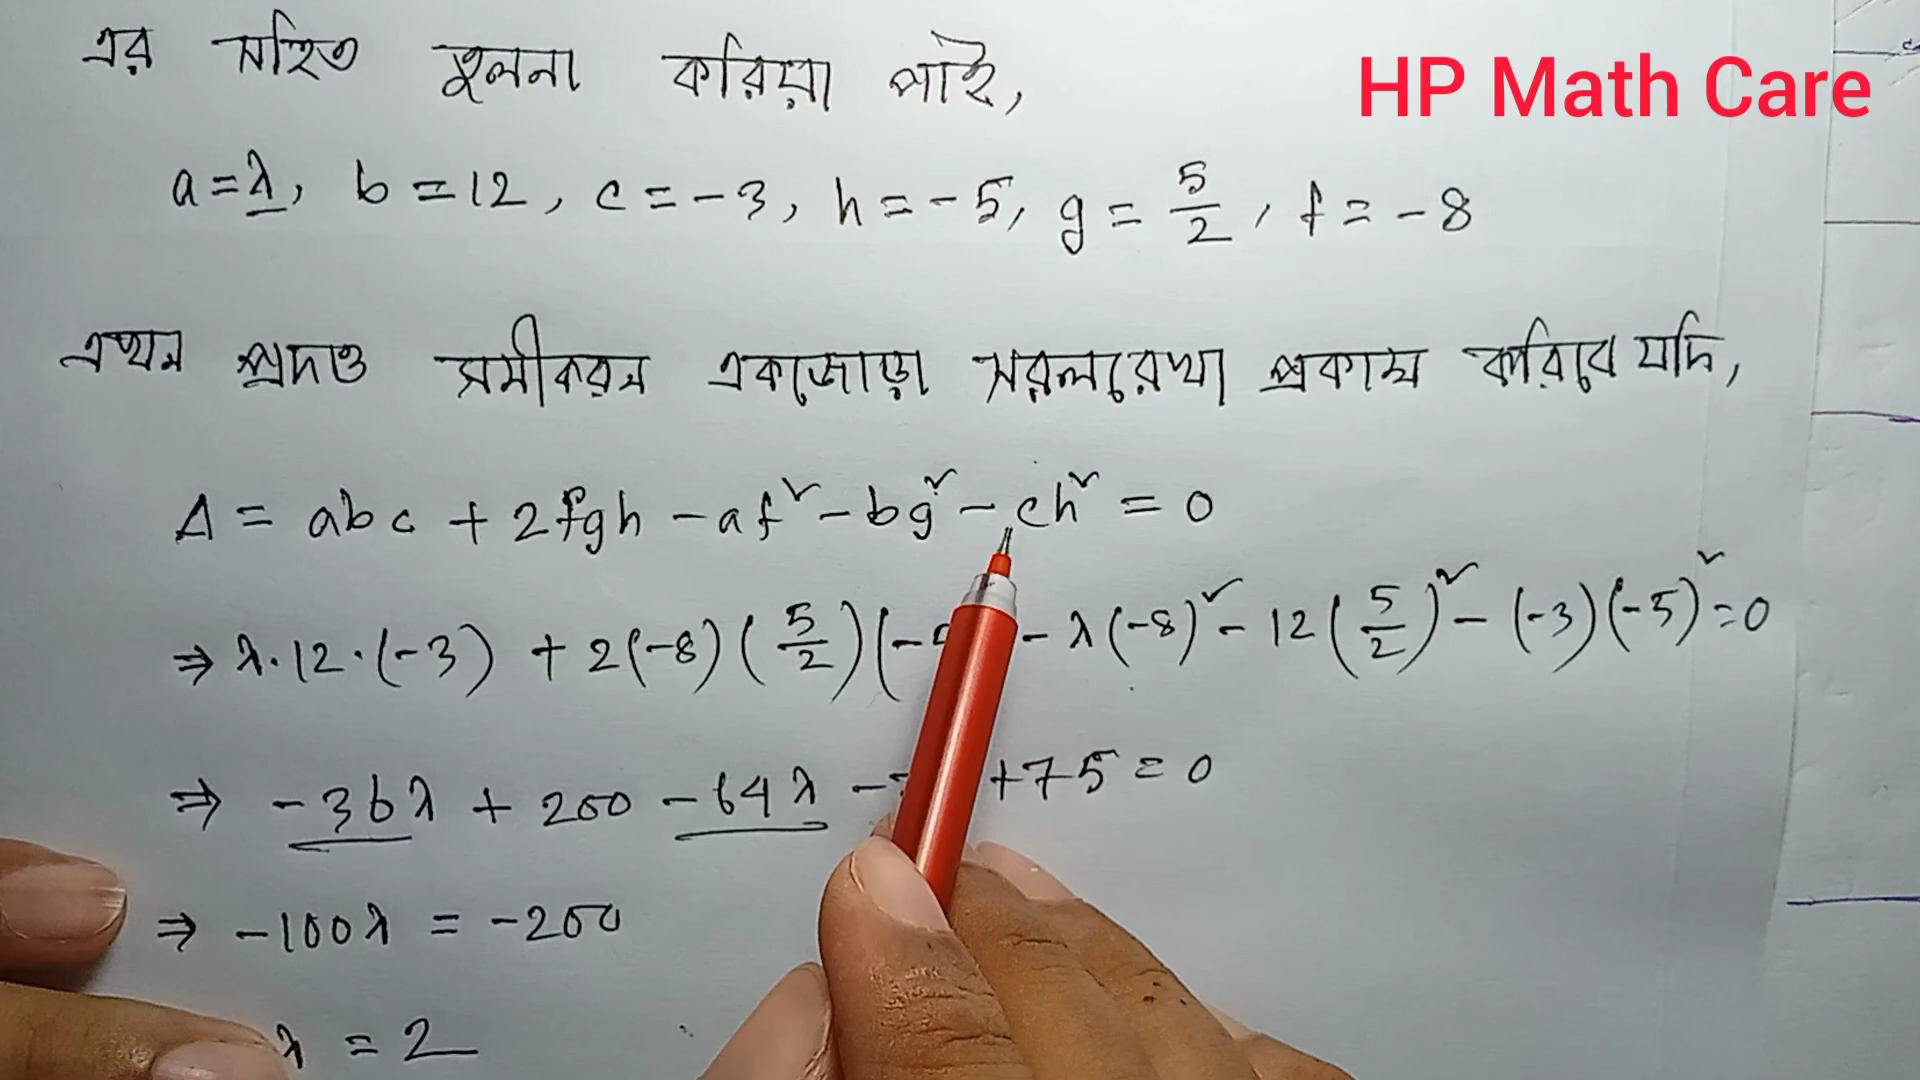 এর সহিত তুলনা করিয়া পাই,
HP Math Care
a = λ, b = 12, c = -3, h = -5, g = 5/2, f = -8
এখন প্রদত্ত সমীকরন একজোড়া সরলরেখা প্রকাশ করিবে যদি,
Δ = abc + 2fgh - af² - bg² - ch² = 0
⇒ λ·12·(-3) + 2(-8)(5/2)(- - λ(-8)² - 12(5/2)² - (-3)(-5)² = 0
⇒ -36λ + 200 - 64λ - +75 = 0
⇒ -100λ = -200
λ = 2